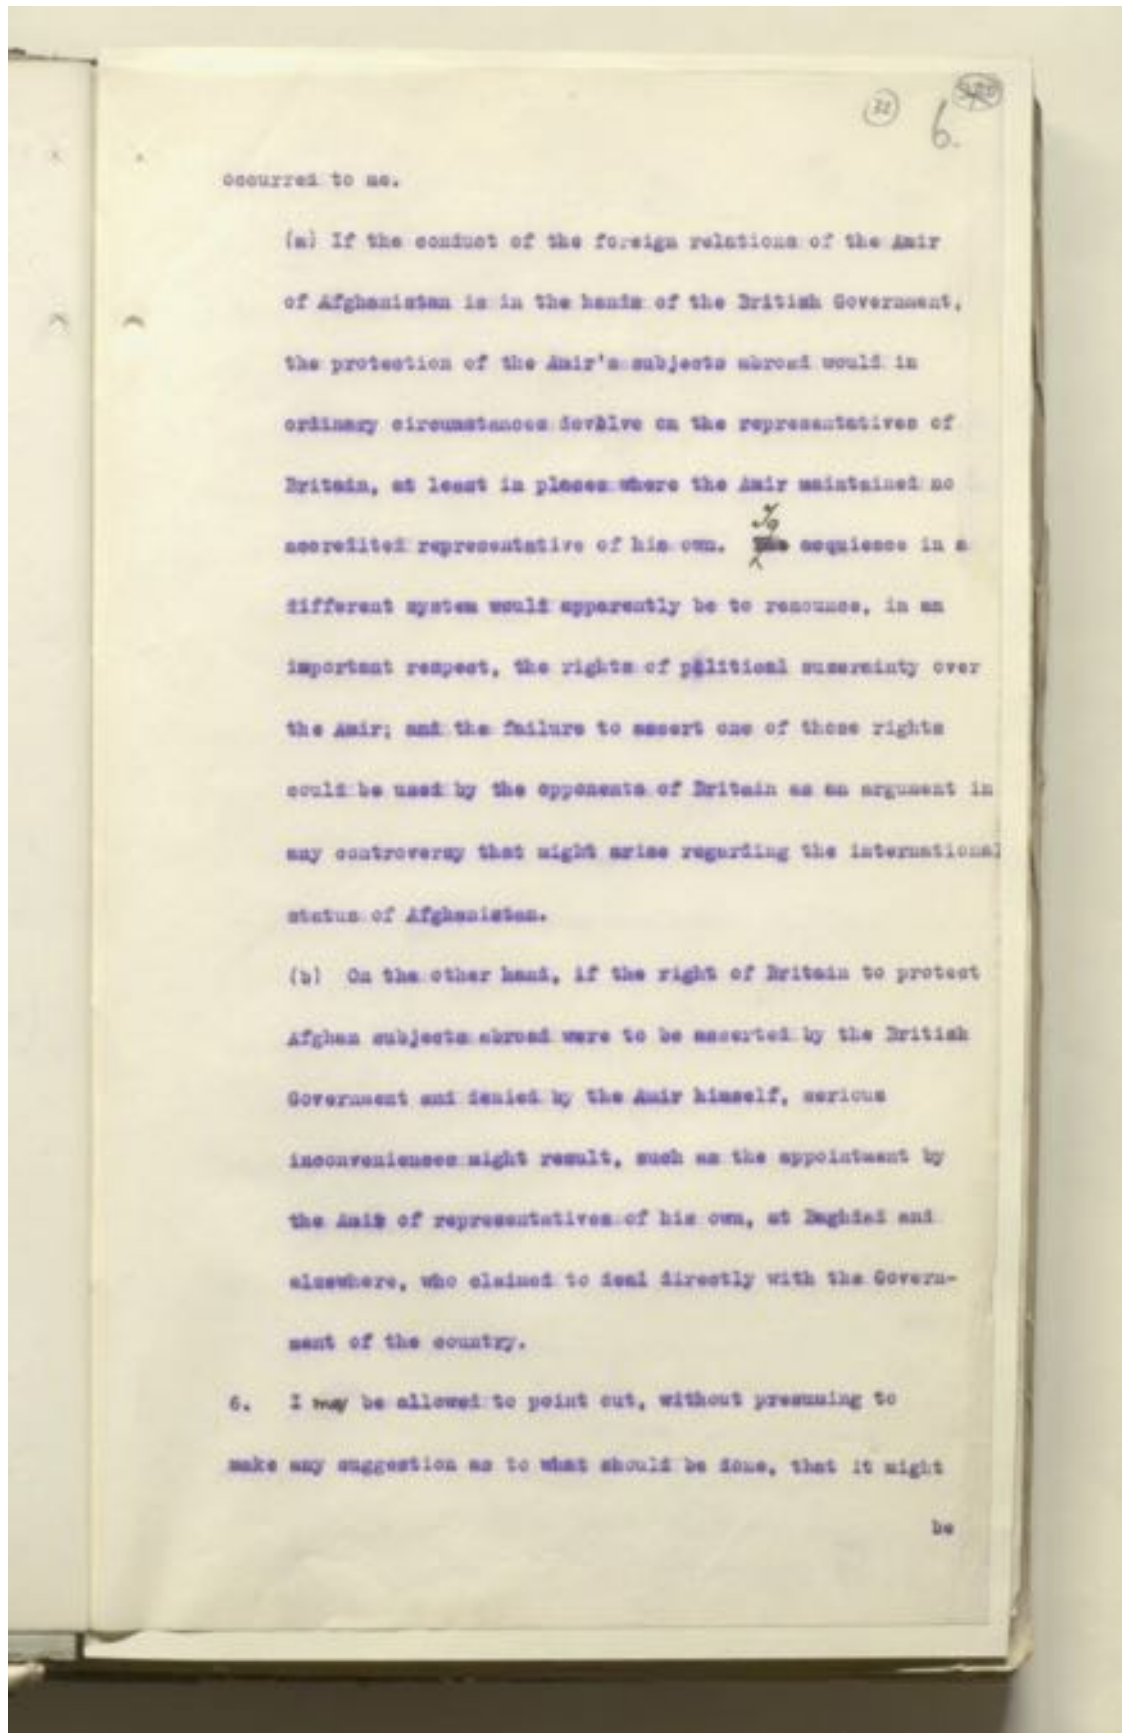 32
6.
occurred to me.
(a) If the conduct of the foreign relations of the Amir
of Afghanistan is in the hands of the British Government,
the protection of the Amir's subjects abroad would in
ordinary circumstances devolve on the representatives of
Britain, at least in places where the Amir maintained no
accredited representative of his own. To acquiesce in a
different system would apparently be to renounce, in an
important respect, the rights of political suzerainty over
the Amir; and the failure to assert one of those rights
could be used by the opponents of Britain as an argument in
any controversy that might arise regarding the international
status of Afghanistan.
(b) On the other hand, if the right of Britain to protect
Afghan subjects abroad were to be asserted by the British
Government and denied by the Amir himself, serious
inconveniences might result, such as the appointment by
the Amir of representatives of his own, at Baghdad and
elsewhere, who claimed to deal directly with the Govern-
ment of the country.
6. I may be allowed to point out, without presuming to
make any suggestion as to what should be done, that it might
be